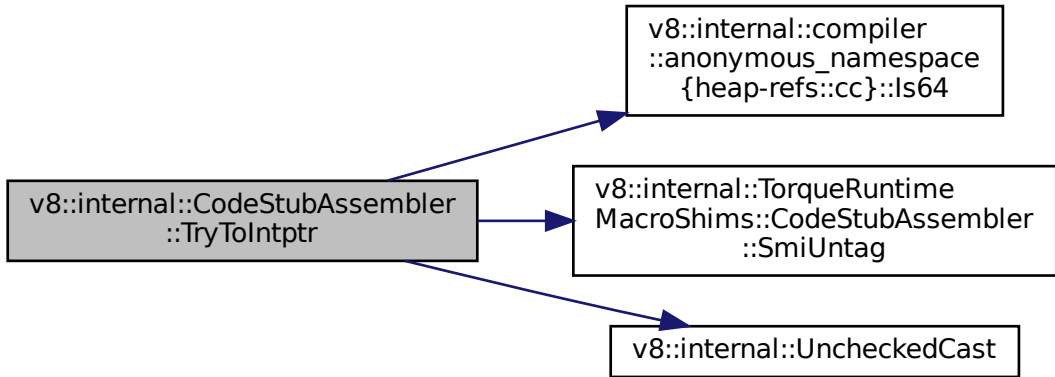 v8::internal::compiler
::anonymous_namespace
{heap-refs::cc}::Is64
v8::internal::CodeStubAssembler
::TryToIntptr
v8::internal::TorqueRuntime
MacroShims::CodeStubAssembler
::SmiUntag
v8::internal::UncheckedCast